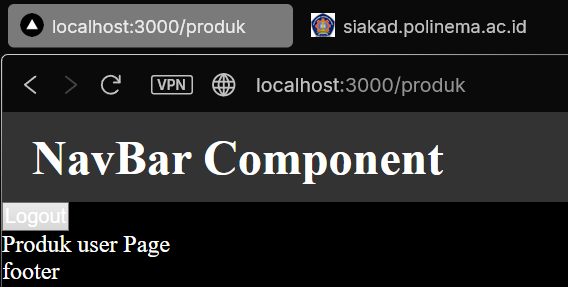 localhost:3000/produk
siakad.polinema.ac.id
VPN
localhost:3000/produk
NavBar Component
Logout
Produk user Page
footer